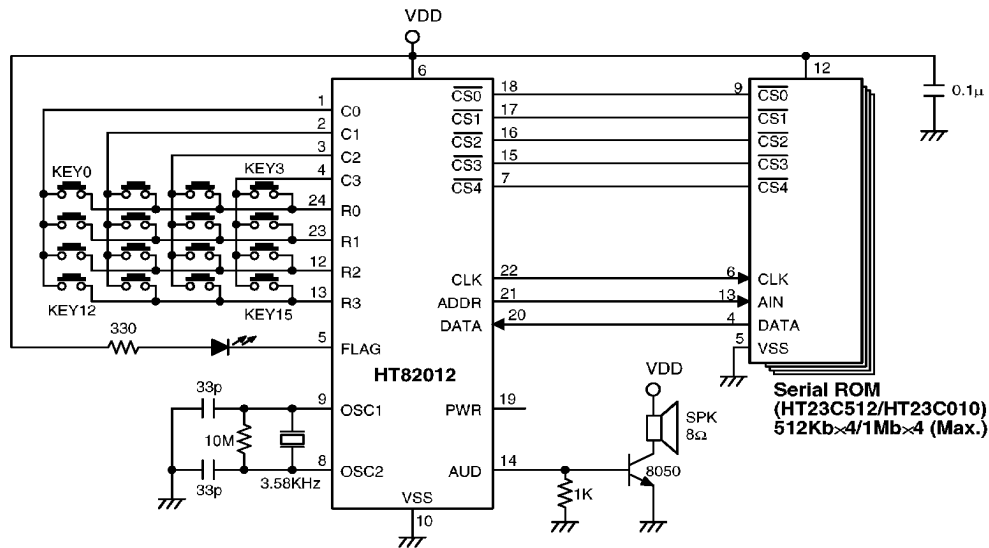 VDD
6
12
0.1μ
1 C0
2 C1
3 C2
4 C3
KEY0
KEY3
24 R0
23 R1
12 R2
13 R3
KEY12
KEY15
330
5 FLAG
HT82012
33p
9 OSC1
10M
8 OSC2
33p
3.58KHz
VSS
10
CS0 18
CS1 17
CS2 16
CS3 15
CS4 7
CLK 22
ADDR 21
DATA 20
PWR 19
AUD 14
9 CS0
CS1
CS2
CS3
CS4
6 CLK
13 AIN
4 DATA
5 VSS
Serial ROM
(HT23C512/HT23C010)
512Kb×4/1Mb×4 (Max.)
VDD
SPK
8Ω
8050
1K